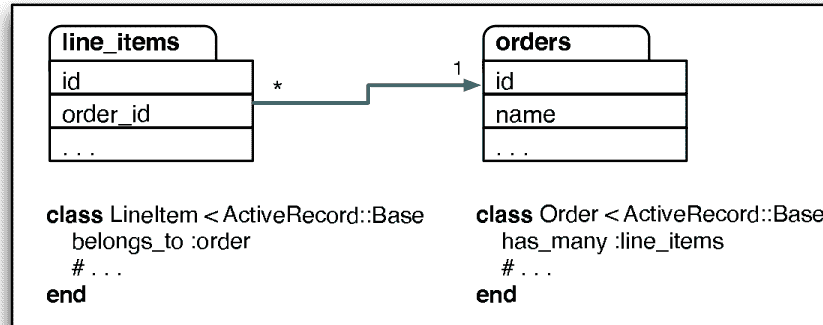 line_items
id
order_id
. . .
*
1
orders
id
name
. . .
class LineItem < ActiveRecord::Base
belongs_to :order
# . . .
end
class Order < ActiveRecord::Base
has_many :line_items
# . . .
end